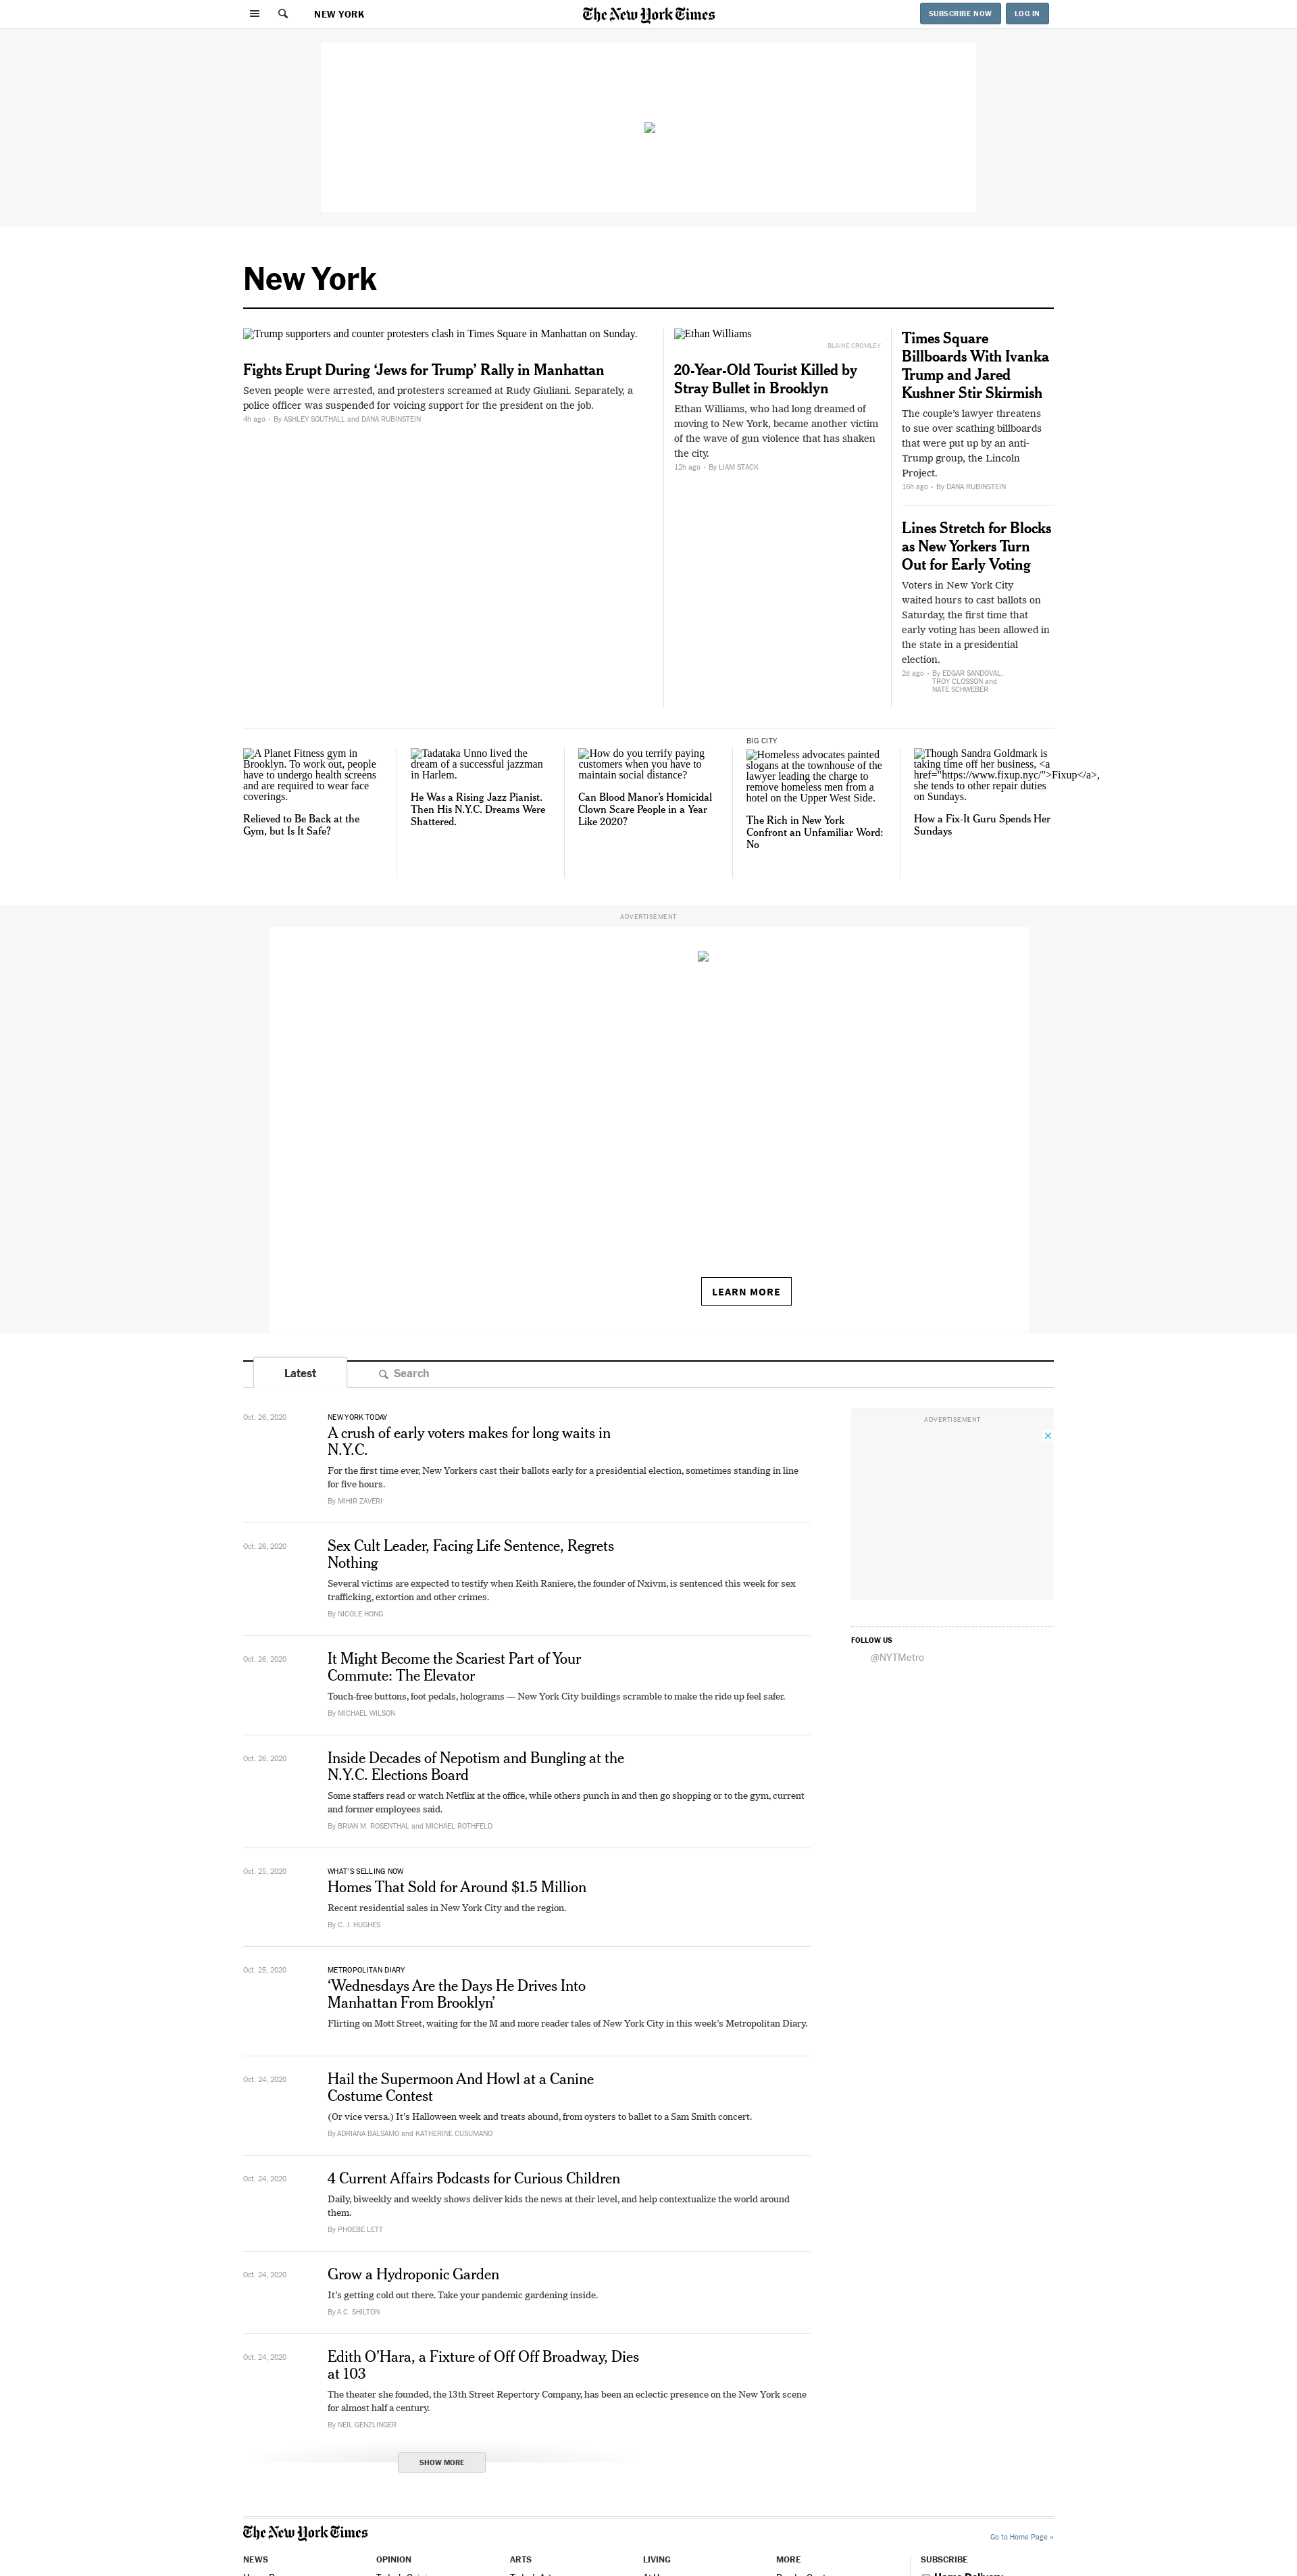 NEW YORK
The New York Times
SUBSCRIBE NOW
LOG IN
New York
Trump supporters and counter protesters clash in Times Square in Manhattan on Sunday.
Fights Erupt During ‘Jews for Trump’ Rally in Manhattan
Seven people were arrested, and protesters screamed at Rudy Giuliani. Separately, a
police officer was suspended for voicing support for the president on the job.
4h ago • By ASHLEY SOUTHALL and DANA RUBINSTEIN
Ethan Williams
BLAINE CROMLEY
20-Year-Old Tourist Killed by
Stray Bullet in Brooklyn
Ethan Williams, who had long dreamed of
moving to New York, became another victim
of the wave of gun violence that has shaken
the city.
12h ago • By LIAM STACK
Times Square
Billboards With Ivanka
Trump and Jared
Kushner Stir Skirmish
The couple’s lawyer threatens
to sue over scathing billboards
that were put up by an anti-
Trump group, the Lincoln
Project.
16h ago • By DANA RUBINSTEIN
Lines Stretch for Blocks
as New Yorkers Turn
Out for Early Voting
Voters in New York City
waited hours to cast ballots on
Saturday, the first time that
early voting has been allowed in
the state in a presidential
election.
2d ago • By EDGAR SANDOVAL,
TROY CLOSSON and
NATE SCHWEBER
A Planet Fitness gym in
Brooklyn. To work out, people
have to undergo health screens
and are required to wear face
coverings.
Relieved to Be Back at the
Gym, but Is It Safe?
Tadataka Unno lived the
dream of a successful jazzman
in Harlem.
He Was a Rising Jazz Pianist.
Then His N.Y.C. Dreams Were
Shattered.
How do you terrify paying
customers when you have to
maintain social distance?
Can Blood Manor’s Homicidal
Clown Scare People in a Year
Like 2020?
BIG CITY
Homeless advocates painted
slogans at the townhouse of the
lawyer leading the charge to
remove homeless men from a
hotel on the Upper West Side.
The Rich in New York
Confront an Unfamiliar Word:
No
Though Sandra Goldmark is
taking time off her business, <a
href="https://www.fixup.nyc/">Fixup</a>,
she tends to other repair duties
on Sundays.
How a Fix-It Guru Spends Her
Sundays
ADVERTISEMENT
LEARN MORE
Latest
Search
Oct. 26, 2020
NEW YORK TODAY
A crush of early voters makes for long waits in
N.Y.C.
For the first time ever, New Yorkers cast their ballots early for a presidential election, sometimes standing in line
for five hours.
By MIHIR ZAVERI
ADVERTISEMENT
Oct. 26, 2020
Sex Cult Leader, Facing Life Sentence, Regrets
Nothing
Several victims are expected to testify when Keith Raniere, the founder of Nxivm, is sentenced this week for sex
trafficking, extortion and other crimes.
By NICOLE HONG
FOLLOW US
@NYTMetro
Oct. 26, 2020
It Might Become the Scariest Part of Your
Commute: The Elevator
Touch-free buttons, foot pedals, holograms — New York City buildings scramble to make the ride up feel safer.
By MICHAEL WILSON
Oct. 26, 2020
Inside Decades of Nepotism and Bungling at the
N.Y.C. Elections Board
Some staffers read or watch Netflix at the office, while others punch in and then go shopping or to the gym, current
and former employees said.
By BRIAN M. ROSENTHAL and MICHAEL ROTHFELD
Oct. 25, 2020
WHAT’S SELLING NOW
Homes That Sold for Around $1.5 Million
Recent residential sales in New York City and the region.
By C. J. HUGHES
Oct. 25, 2020
METROPOLITAN DIARY
‘Wednesdays Are the Days He Drives Into
Manhattan From Brooklyn’
Flirting on Mott Street, waiting for the M and more reader tales of New York City in this week’s Metropolitan Diary.
Oct. 24, 2020
Hail the Supermoon And Howl at a Canine
Costume Contest
(Or vice versa.) It’s Halloween week and treats abound, from oysters to ballet to a Sam Smith concert.
By ADRIANA BALSAMO and KATHERINE CUSUMANO
Oct. 24, 2020
4 Current Affairs Podcasts for Curious Children
Daily, biweekly and weekly shows deliver kids the news at their level, and help contextualize the world around
them.
By PHOEBE LETT
Oct. 24, 2020
Grow a Hydroponic Garden
It’s getting cold out there. Take your pandemic gardening inside.
By A.C. SHILTON
Oct. 24, 2020
Edith O’Hara, a Fixture of Off Off Broadway, Dies
at 103
The theater she founded, the 13th Street Repertory Company, has been an eclectic presence on the New York scene
for almost half a century.
By NEIL GENZLINGER
SHOW MORE
The New York Times
Go to Home Page »
NEWS
OPINION
ARTS
LIVING
MORE
SUBSCRIBE